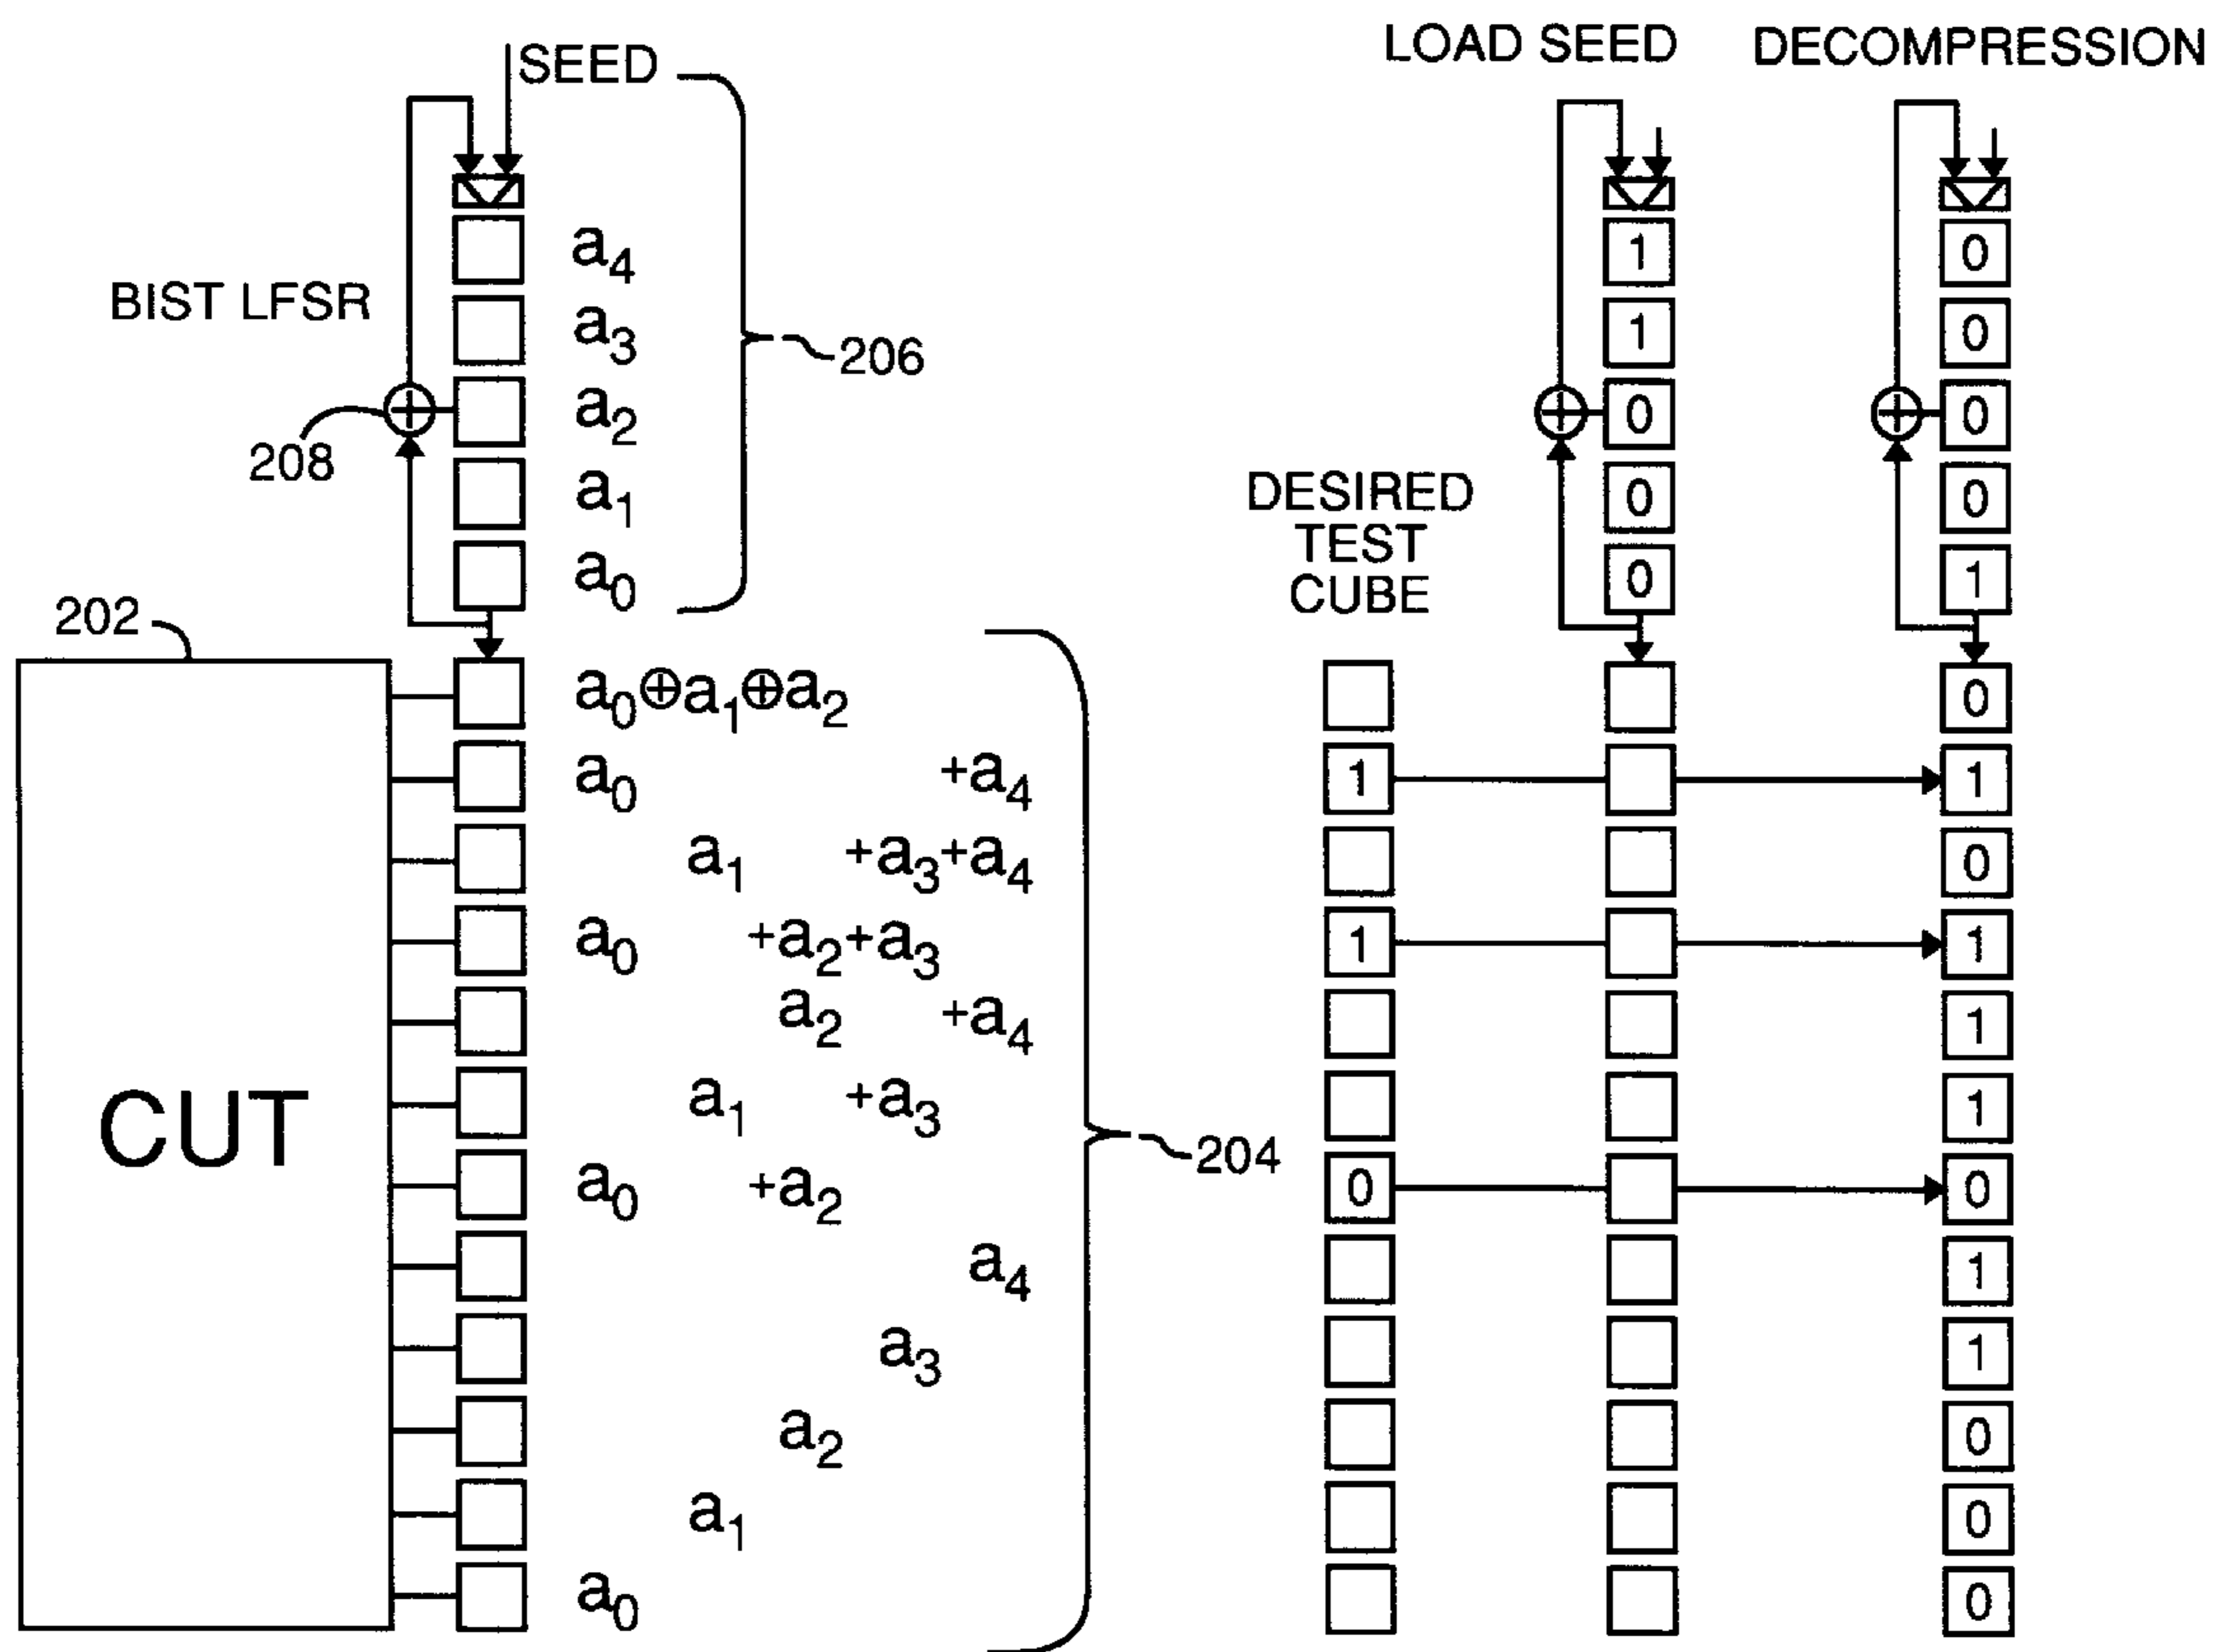 SEED
LOAD SEED
DECOMPRESSION
a4
a3
a2
a1
a0
BIST LFSR
206
208
202
1
1
0
0
0
0
0
0
0
1
DESIRED
TEST
CUBE
CUT
a0⊕a1⊕a2
a0 +a4
a1 +a3+a4
a0 +a2+a3
a2 +a4
a1 +a3
a0 +a2
a4
a3
a2
a1
a0
204
1
1
0
0
1
0
1
1
1
0
1
1
0
0
0